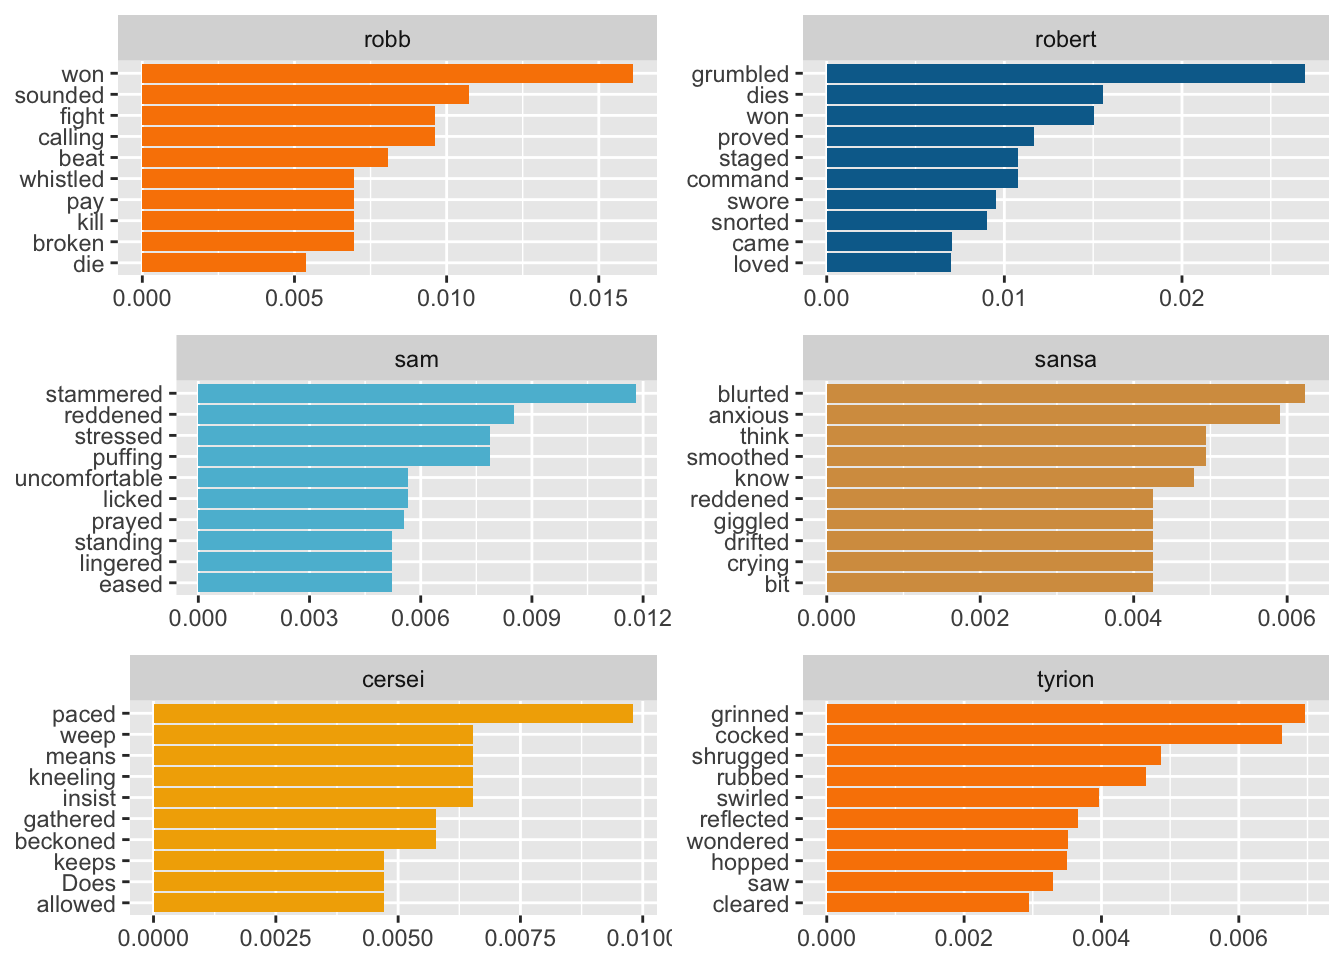 robb
won
sounded
fight
calling
beat
whistled
pay
kill
broken
die
0.000 0.005 0.010 0.015
robert
grumbled
dies
won
proved
staged
command
swore
snorted
came
loved
0.00 0.01 0.02
sam
stammered
reddened
stressed
puffing
uncomfortable
licked
prayed
standing
lingered
eased
0.000 0.003 0.006 0.009 0.012
sansa
blurted
anxious
think
smoothed
know
reddened
giggled
drifted
crying
bit
0.000 0.002 0.004 0.006
cersei
paced
weep
means
kneeling
insist
gathered
beckoned
keeps
Does
allowed
0.0000 0.0025 0.0050 0.0075 0.010
tyrion
grinned
cocked
shrugged
rubbed
swirled
reflected
wondered
hopped
saw
cleared
0.000 0.002 0.004 0.006